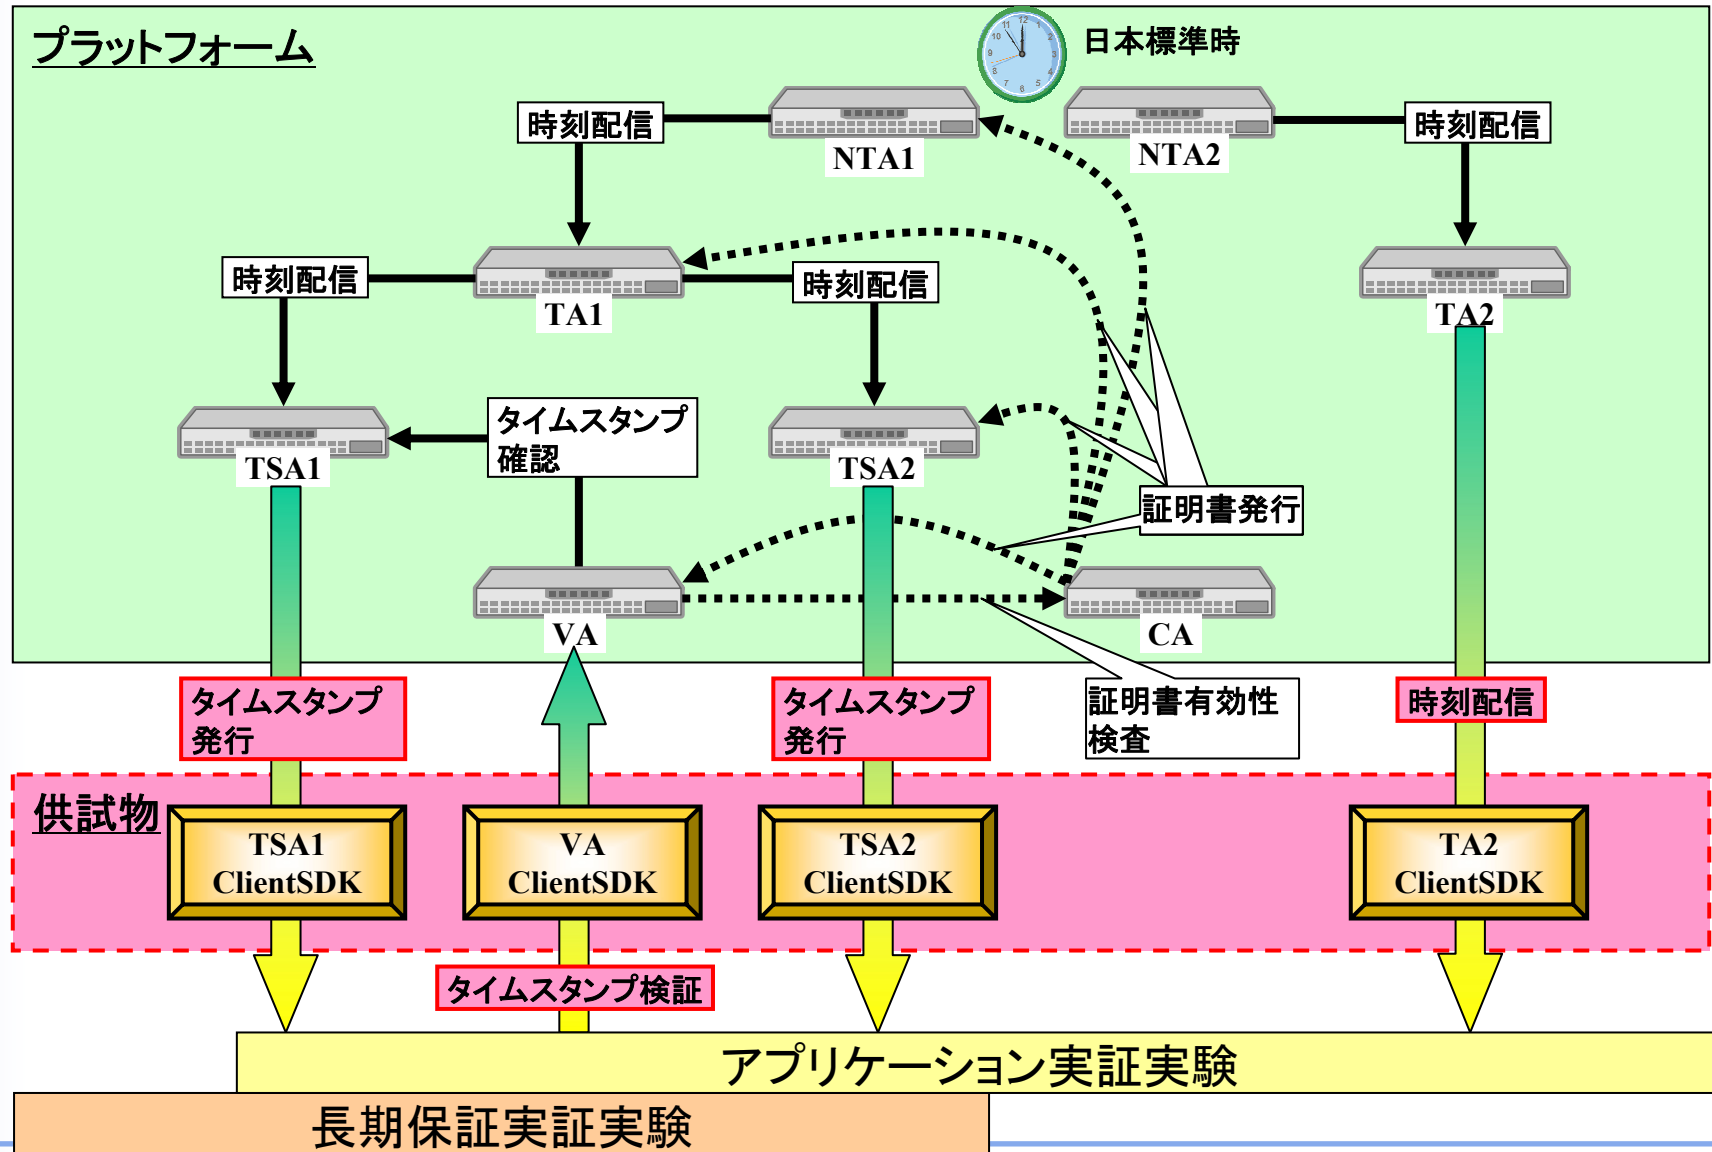 プラットフォーム
日本標準時
時刻配信
時刻配信
NTA1
NTA2
時刻配信
時刻配信
TA1
TA2
タイムスタンプ
確認
TSA1
TSA2
証明書発行
VA
CA
タイムスタンプ
発行
タイムスタンプ
発行
証明書有効性
検査
時刻配信
供試物
TSA1
ClientSDK
VA
ClientSDK
TSA2
ClientSDK
TA2
ClientSDK
タイムスタンプ検証
アプリケーション実証実験
長期保証実証実験